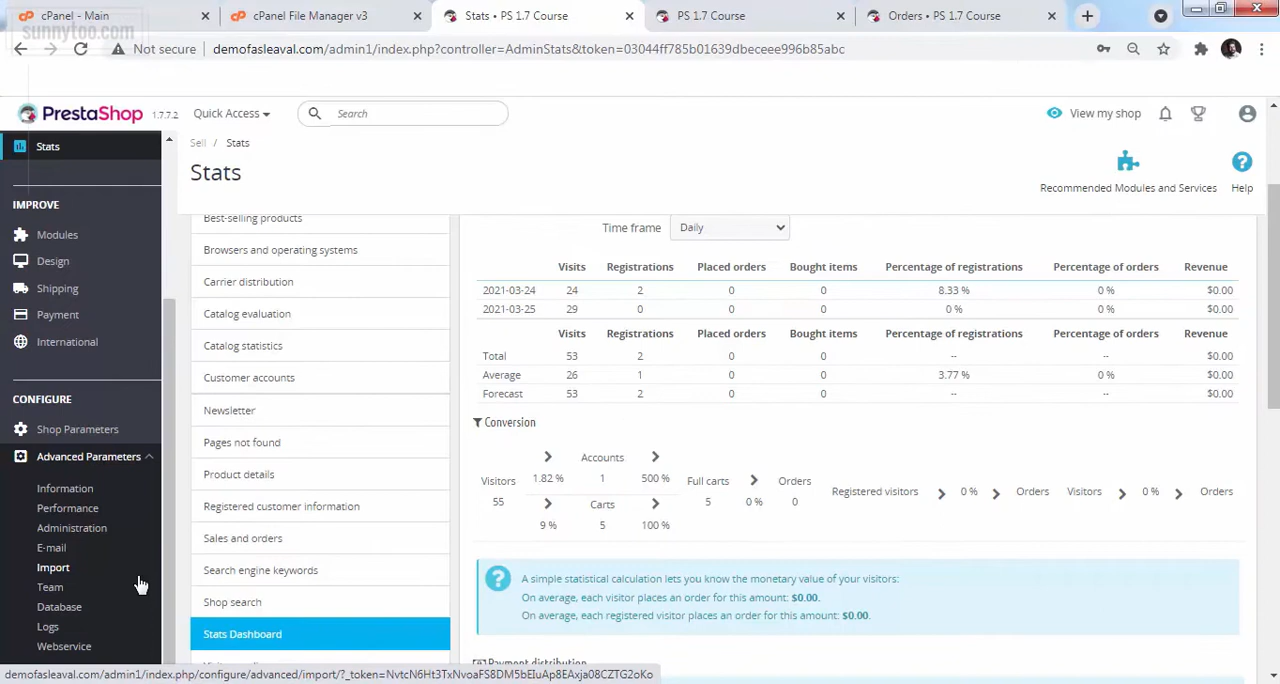 cPanel - Main
cPanel File Manager v3
Stats • PS 1.7 Course
PS 1.7 Course
Orders • PS 1.7 Course
sunnytoo.com
Not secure
demofasleaval.com/admin1/index.php?controller=AdminStats&token=03044ff785b01639dbeceee996b85abc
PrestaShop 1.7.7.2
Quick Access
Search
View my shop
Stats
Sell / Stats
Stats
Recommended Modules and Services
Help
IMPROVE
Modules
Design
Shipping
Payment
International
CONFIGURE
Shop Parameters
Advanced Parameters
Information
Performance
Administration
E-mail
Import
Team
Database
Logs
Webservice
Best-selling products
Browsers and operating systems
Carrier distribution
Catalog evaluation
Catalog statistics
Customer accounts
Newsletter
Pages not found
Product details
Registered customer information
Sales and orders
Search engine keywords
Shop search
Stats Dashboard
Time frame Daily
Visits Registrations Placed orders Bought items Percentage of registrations Percentage of orders Revenue
2021-03-24 24 2 0 0 8.33 % 0 % $0.00
2021-03-25 29 0 0 0 0 % 0 % $0.00
Visits Registrations Placed orders Bought items Percentage of registrations Percentage of orders Revenue
Total 53 2 0 0 -- -- $0.00
Average 26 1 0 0 3.77 % 0 % $0.00
Forecast 53 2 0 0 -- -- $0.00
Conversion
Accounts
1.82 % 1 500 %
Visitors Full carts Orders Registered visitors 0 % Orders Visitors 0 % Orders
55 Carts 5 0 % 0
9 % 5 100 %
A simple statistical calculation lets you know the monetary value of your visitors:
On average, each visitor places an order for this amount: $0.00.
On average, each registered visitor places an order for this amount: $0.00.
Payment distribution
demofasleaval.com/admin1/index.php/configure/advanced/import/?_token=NvtcN6Ht3TxNvoaFS8DM5bEIuAp8EAxja08CZTG2oKo